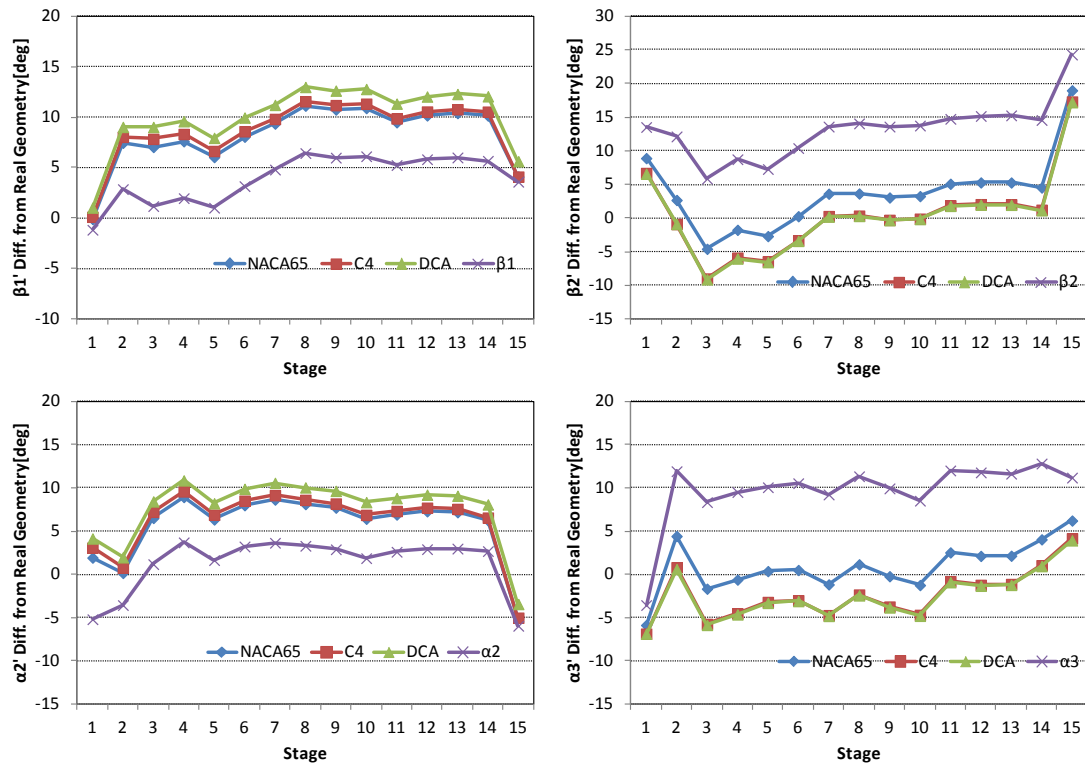 β1' Diff. from Real Geometry[deg]
20
15
10
5
0
-5
-10
NACA65 C4 DCA β1
1 2 3 4 5 6 7 8 9 10 11 12 13 14 15
Stage
β2' Diff. from Real Geometry[deg]
30
25
20
15
10
5
0
-5
-10
-15
NACA65 C4 DCA β2
1 2 3 4 5 6 7 8 9 10 11 12 13 14 15
Stage
α2' Diff. from Real Geometry[deg]
20
15
10
5
0
-5
-10
-15
NACA65 C4 DCA α2
1 2 3 4 5 6 7 8 9 10 11 12 13 14 15
Stage
α3' Diff. from Real Geometry[deg]
20
15
10
5
0
-5
-10
-15
NACA65 C4 DCA α3
1 2 3 4 5 6 7 8 9 10 11 12 13 14 15
Stage